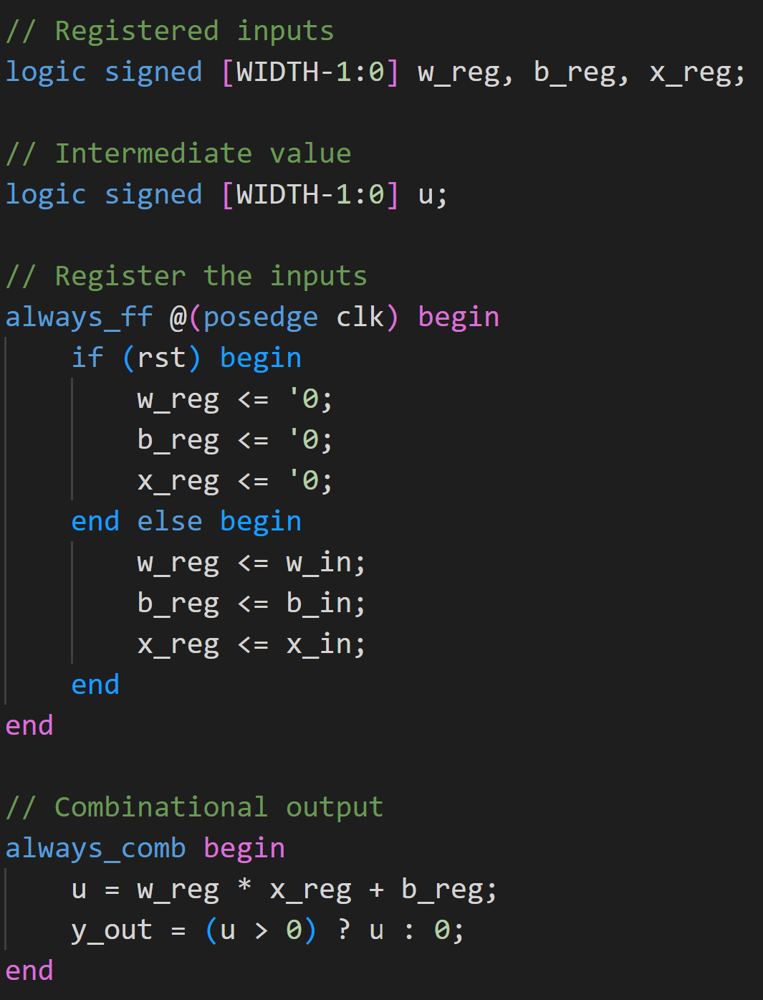 // Registered inputs
logic signed [WIDTH-1:0] w_reg, b_reg, x_reg;
// Intermediate value
logic signed [WIDTH-1:0] u;
// Register the inputs
always_ff @(posedge clk) begin
    if (rst) begin
        w_reg <= '0;
        b_reg <= '0;
        x_reg <= '0;
    end else begin
        w_reg <= w_in;
        b_reg <= b_in;
        x_reg <= x_in;
    end
end
// Combinational output
always_comb begin
    u = w_reg * x_reg + b_reg;
    y_out = (u > 0) ? u : 0;
end